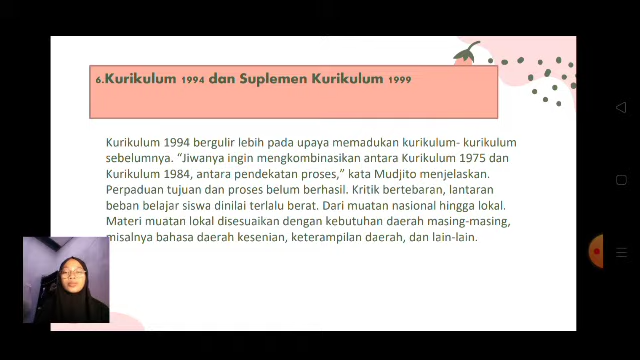 6.Kurikulum 1994 dan Suplemen Kurikulum 1999
Kurikulum 1994 bergulir lebih pada upaya memadukan kurikulum- kurikulum
sebelumnya. “Jiwanya ingin mengkombinasikan antara Kurikulum 1975 dan
Kurikulum 1984, antara pendekatan proses,” kata Mudjito menjelaskan.
Perpaduan tujuan dan proses belum berhasil. Kritik bertebaran, lantaran
beban belajar siswa dinilai terlalu berat. Dari muatan nasional hingga lokal.
Materi muatan lokal disesuaikan dengan kebutuhan daerah masing-masing,
misalnya bahasa daerah kesenian, keterampilan daerah, dan lain-lain.